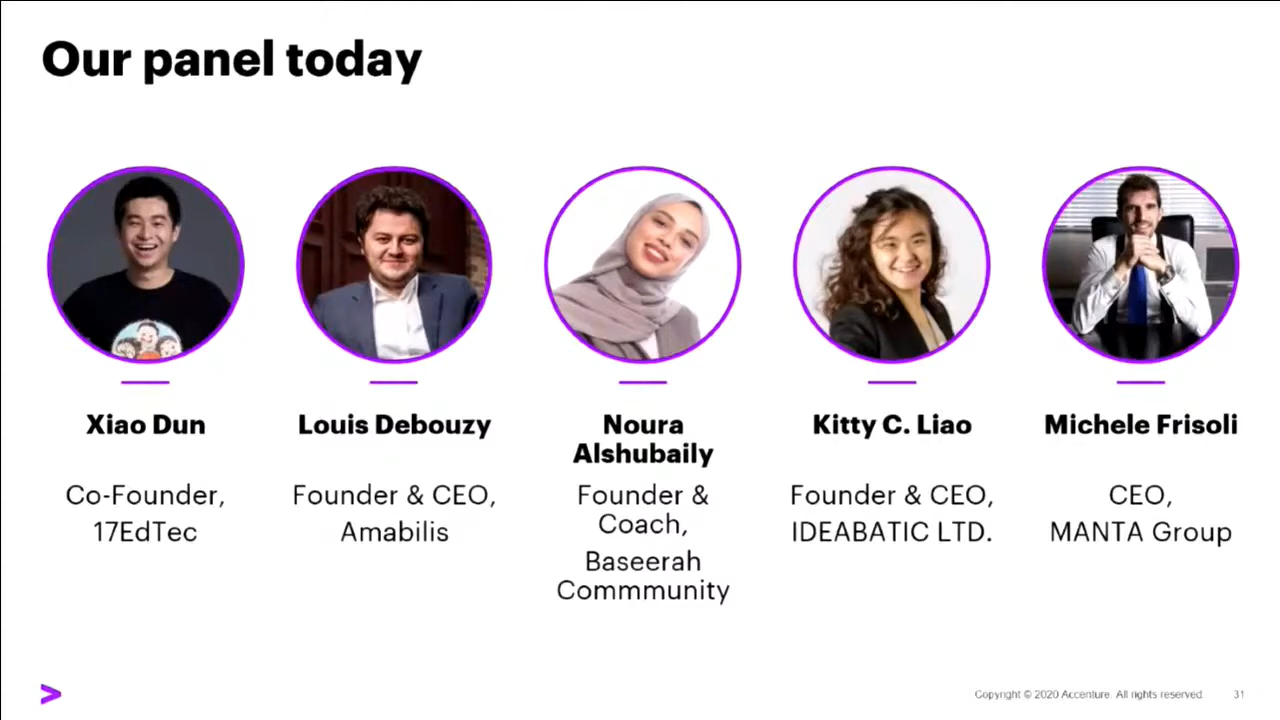 Our panel today
Xiao Dun
Co-Founder,
17EdTec
Louis Debouzy
Founder & CEO,
Amabilis
Noura
Alshubaily
Founder &
Coach,
Baseerah
Commmunity
Kitty C. Liao
Founder & CEO,
IDEABATIC LTD.
Michele Frisoli
CEO,
MANTA Group
Copyright © 2020 Accenture. All rights reserved.
31